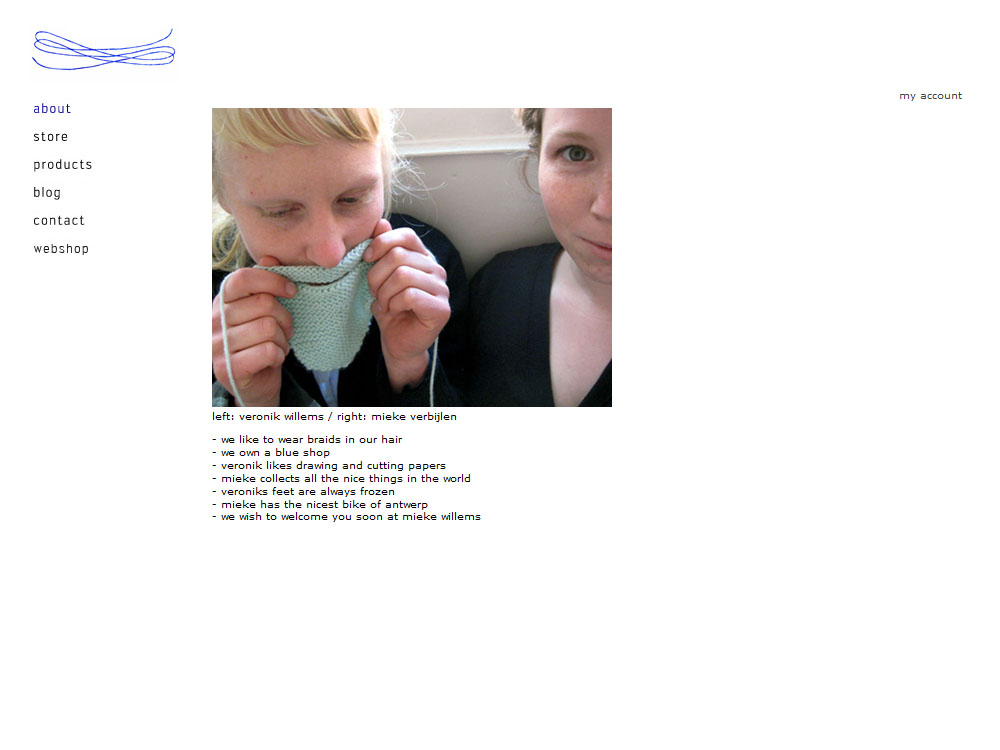 my account
about
store
products
blog
contact
webshop
left: veronik willems / right: mieke verbijlen
- we like to wear braids in our hair
- we own a blue shop
- veronik likes drawing and cutting papers
- mieke collects all the nice things in the world
- veroniks feet are always frozen
- mieke has the nicest bike of antwerp
- we wish to welcome you soon at mieke willems